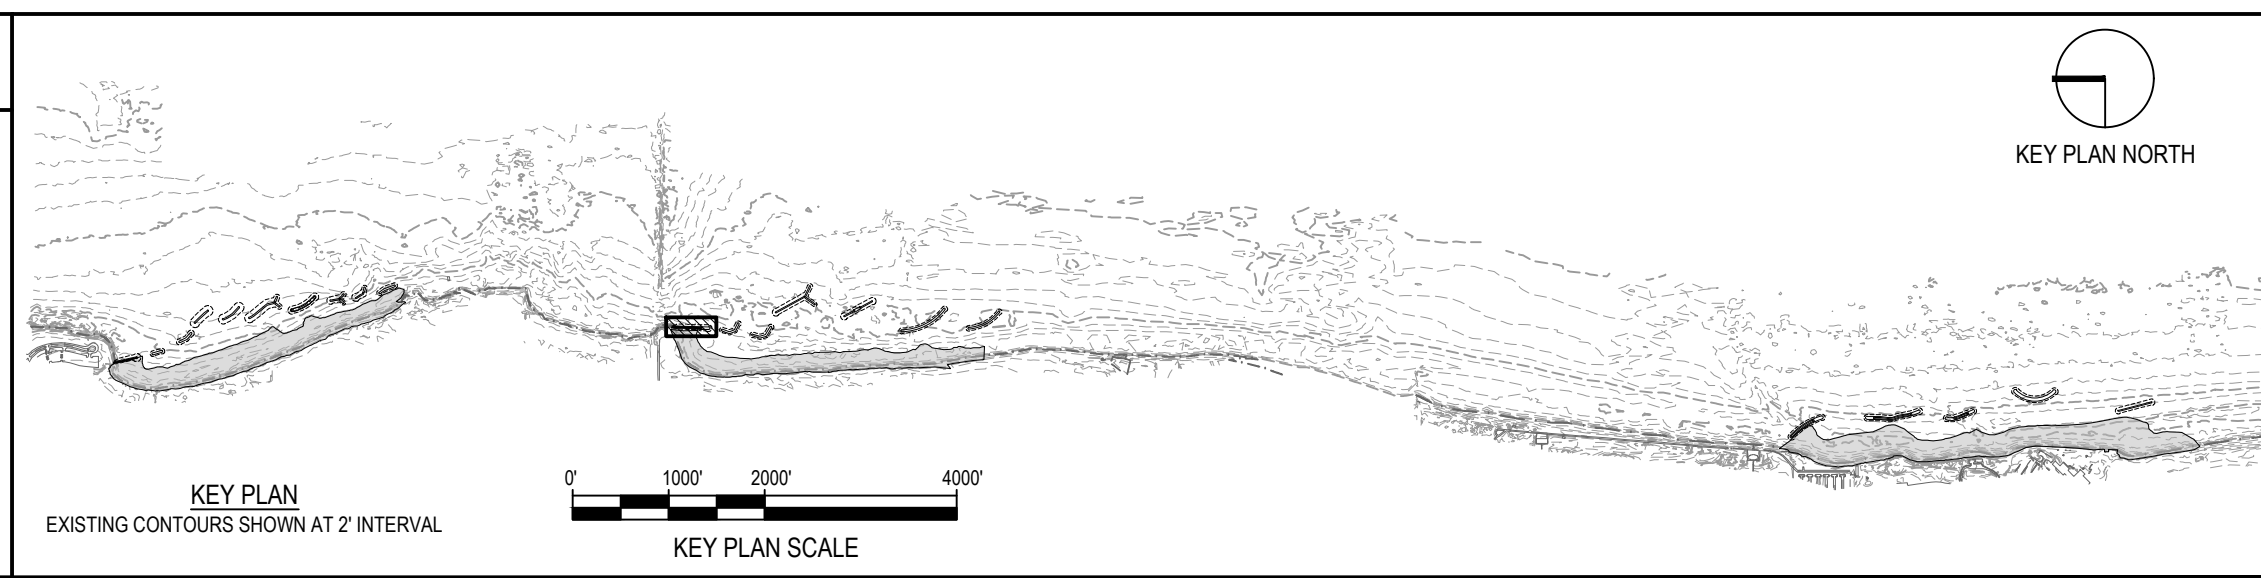 KEY PLAN NORTH
KEY PLAN
EXISTING CONTOURS SHOWN AT 2' INTERVAL
0' 1000' 2000' 4000'
KEY PLAN SCALE